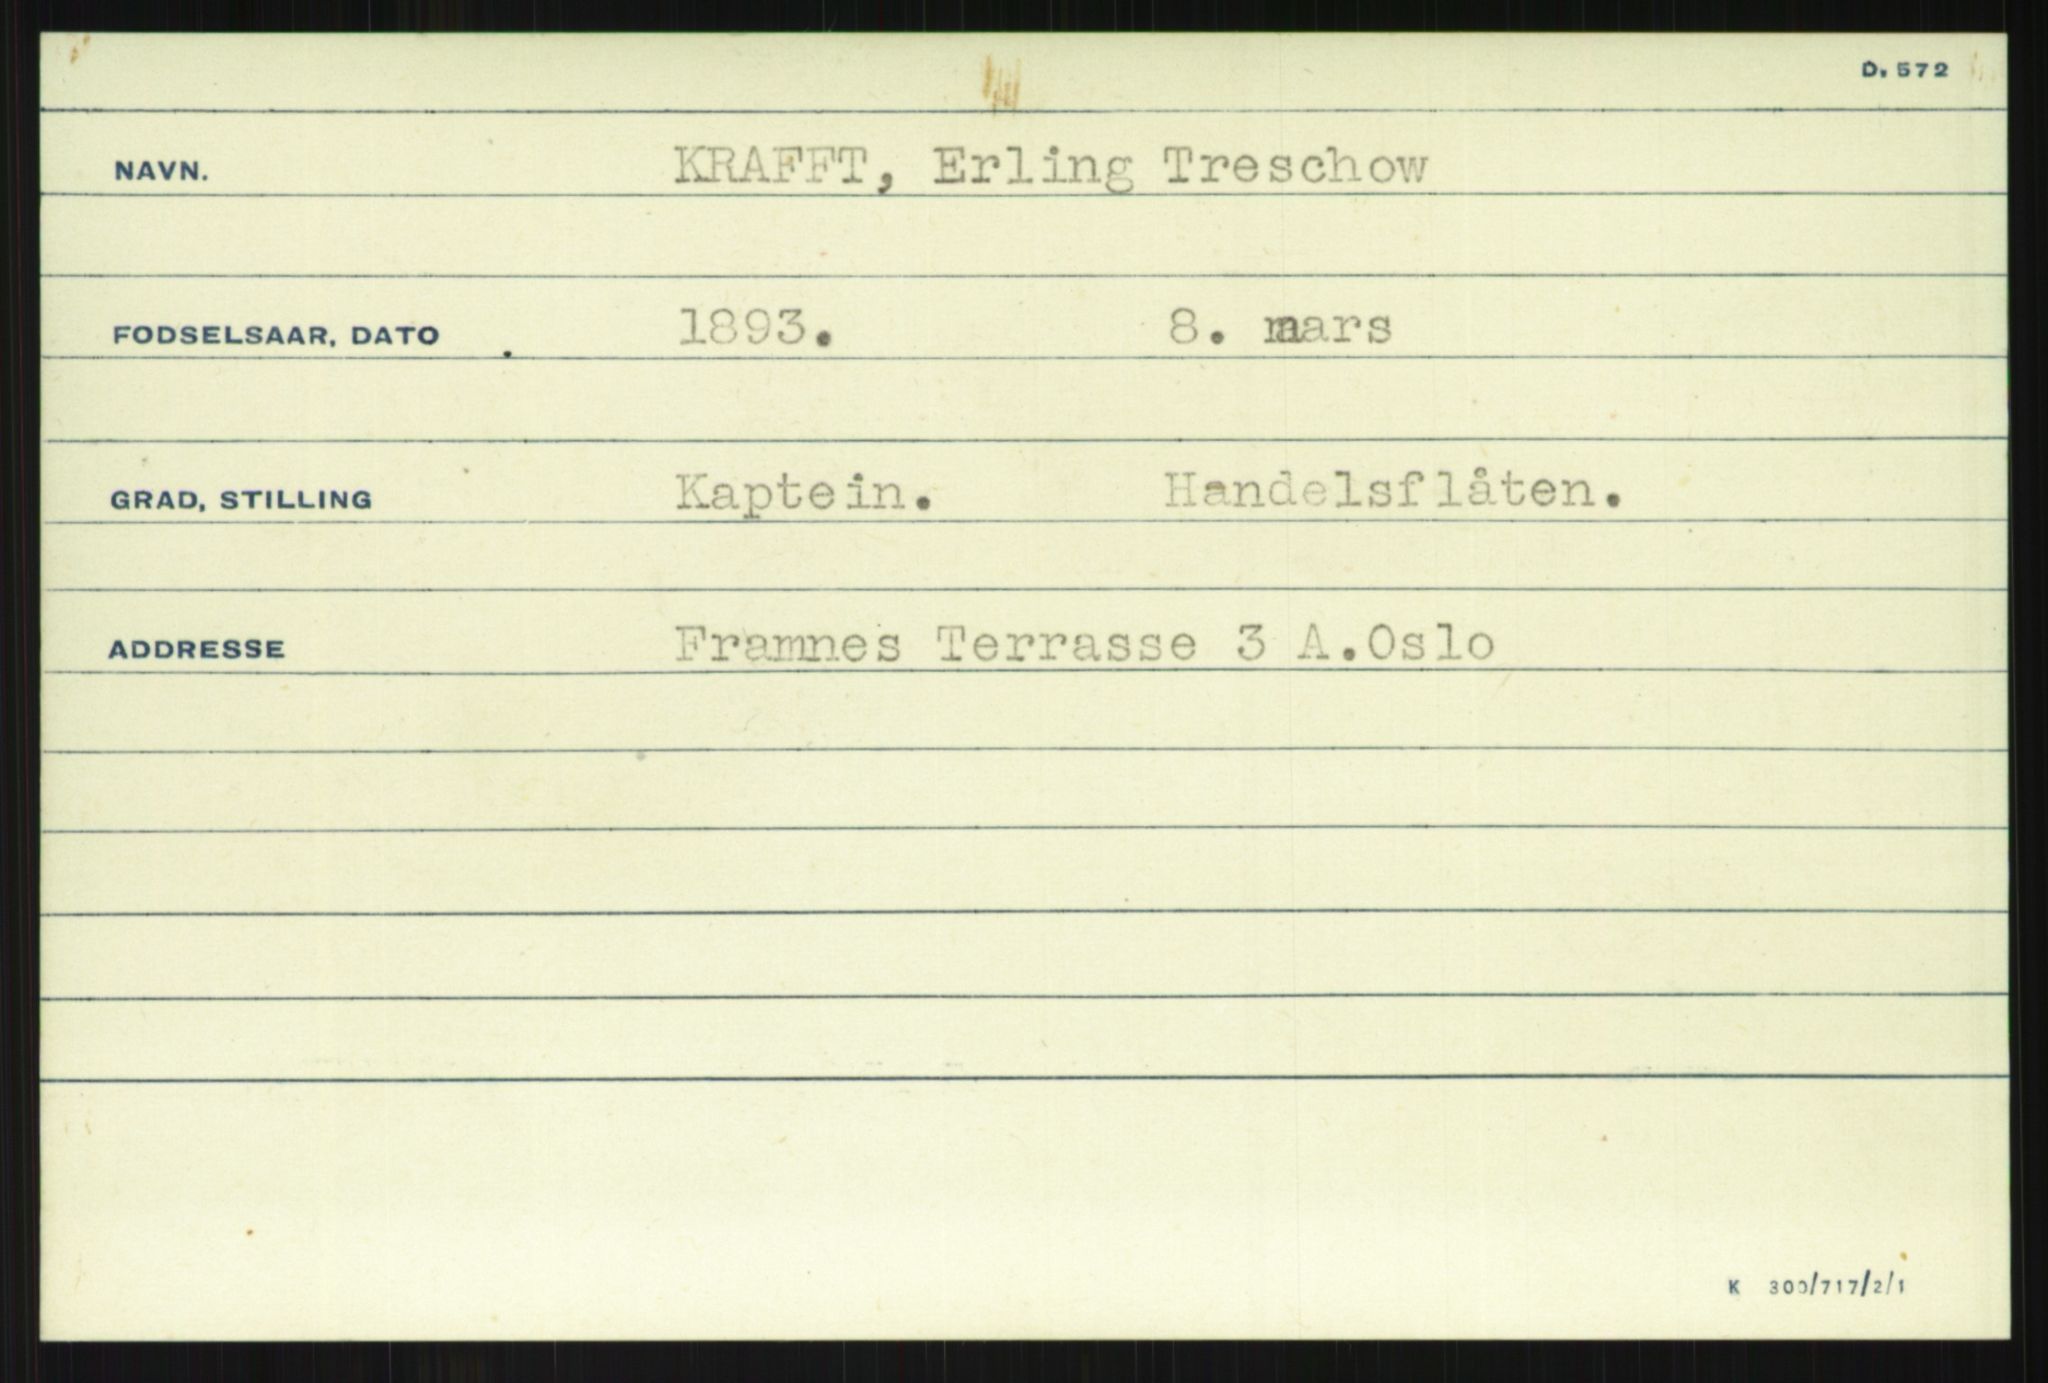 D. 572
NAVN. KRAFFT, Erling Treschow
FODSELSAAR, DATO . 1893. 8. mars
GRAD, STILLING Kaptein. Handelsflåten.
ADDRESSE Framnes Terrasse 3 A.Oslo
K 300/717/2/1